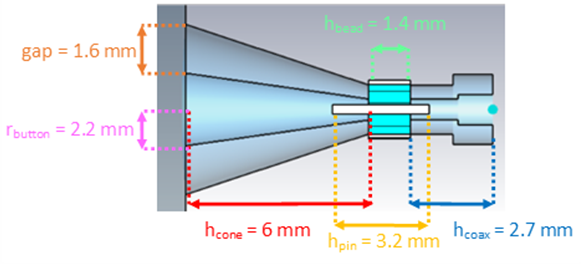 h_bead = 1.4 mm
gap = 1.6 mm
r_button = 2.2 mm
h_cone = 6 mm
h_pin = 3.2 mm
h_coax = 2.7 mm